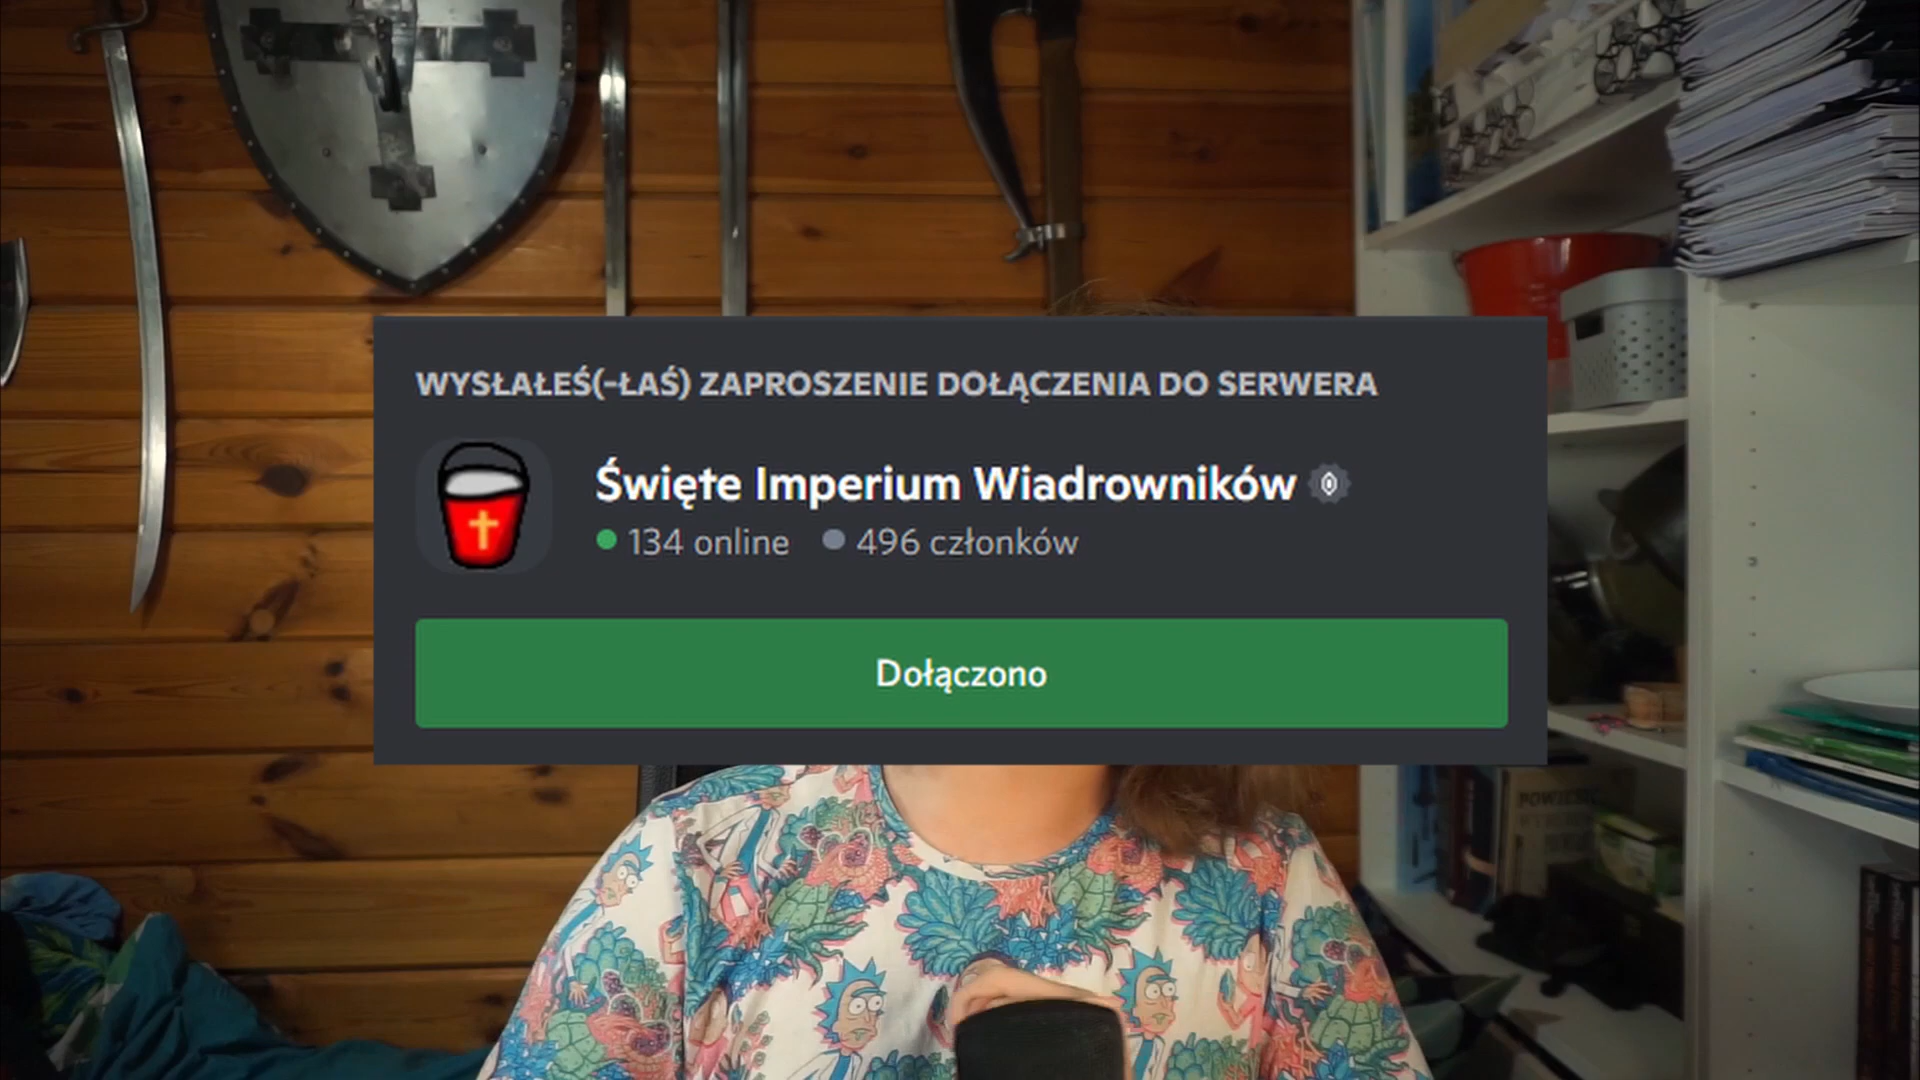 WYSŁAŁEŚ(-ŁAŚ) ZAPROSZENIE DOŁĄCZENIA DO SERWERA
Święte Imperium Wiadrowników
134 online 496 członków
Dołączono